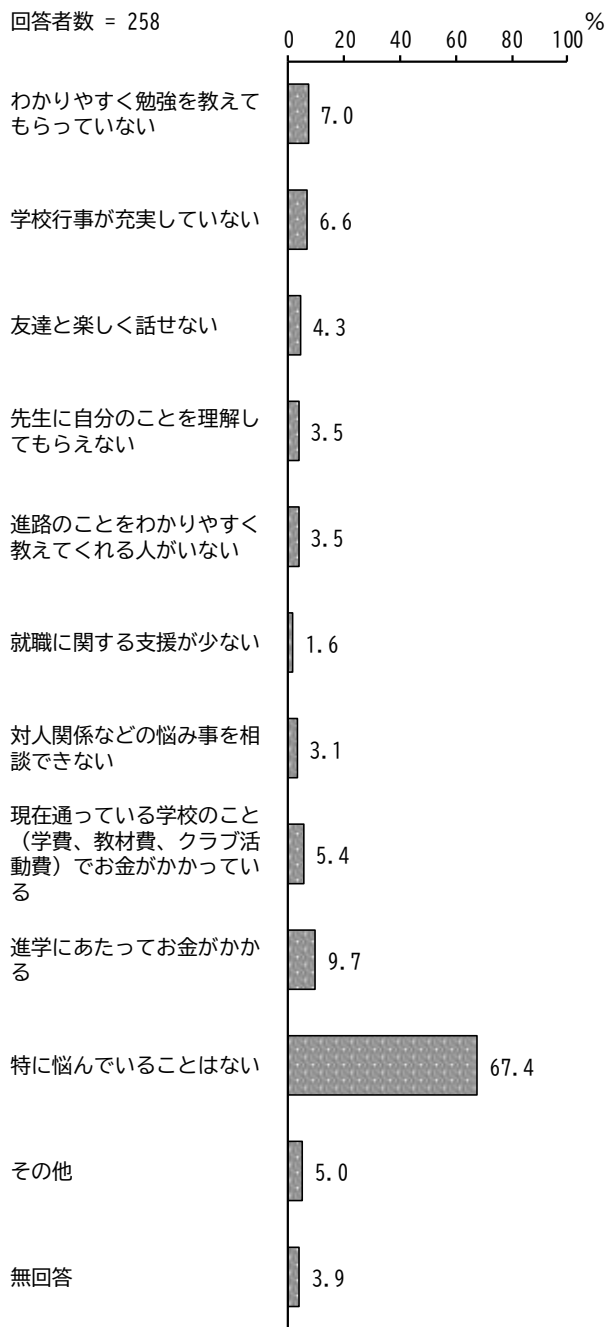 回答者数 = 258
%
0 20 40 60 80 100
わかりやすく勉強を教えて
もらっていない
7.0
学校行事が充実していない
6.6
友達と楽しく話せない
4.3
先生に自分のことを理解し
てもらえない
3.5
進路のことをわかりやすく
教えてくれる人がいない
3.5
就職に関する支援が少ない
1.6
対人関係などの悩み事を相
談できない
3.1
現在通っている学校のこと
（学費、教材費、クラブ活
動費）でお金がかかってい
る
5.4
進学にあたってお金がかか
る
9.7
特に悩んでいることはない
67.4
その他
5.0
無回答
3.9